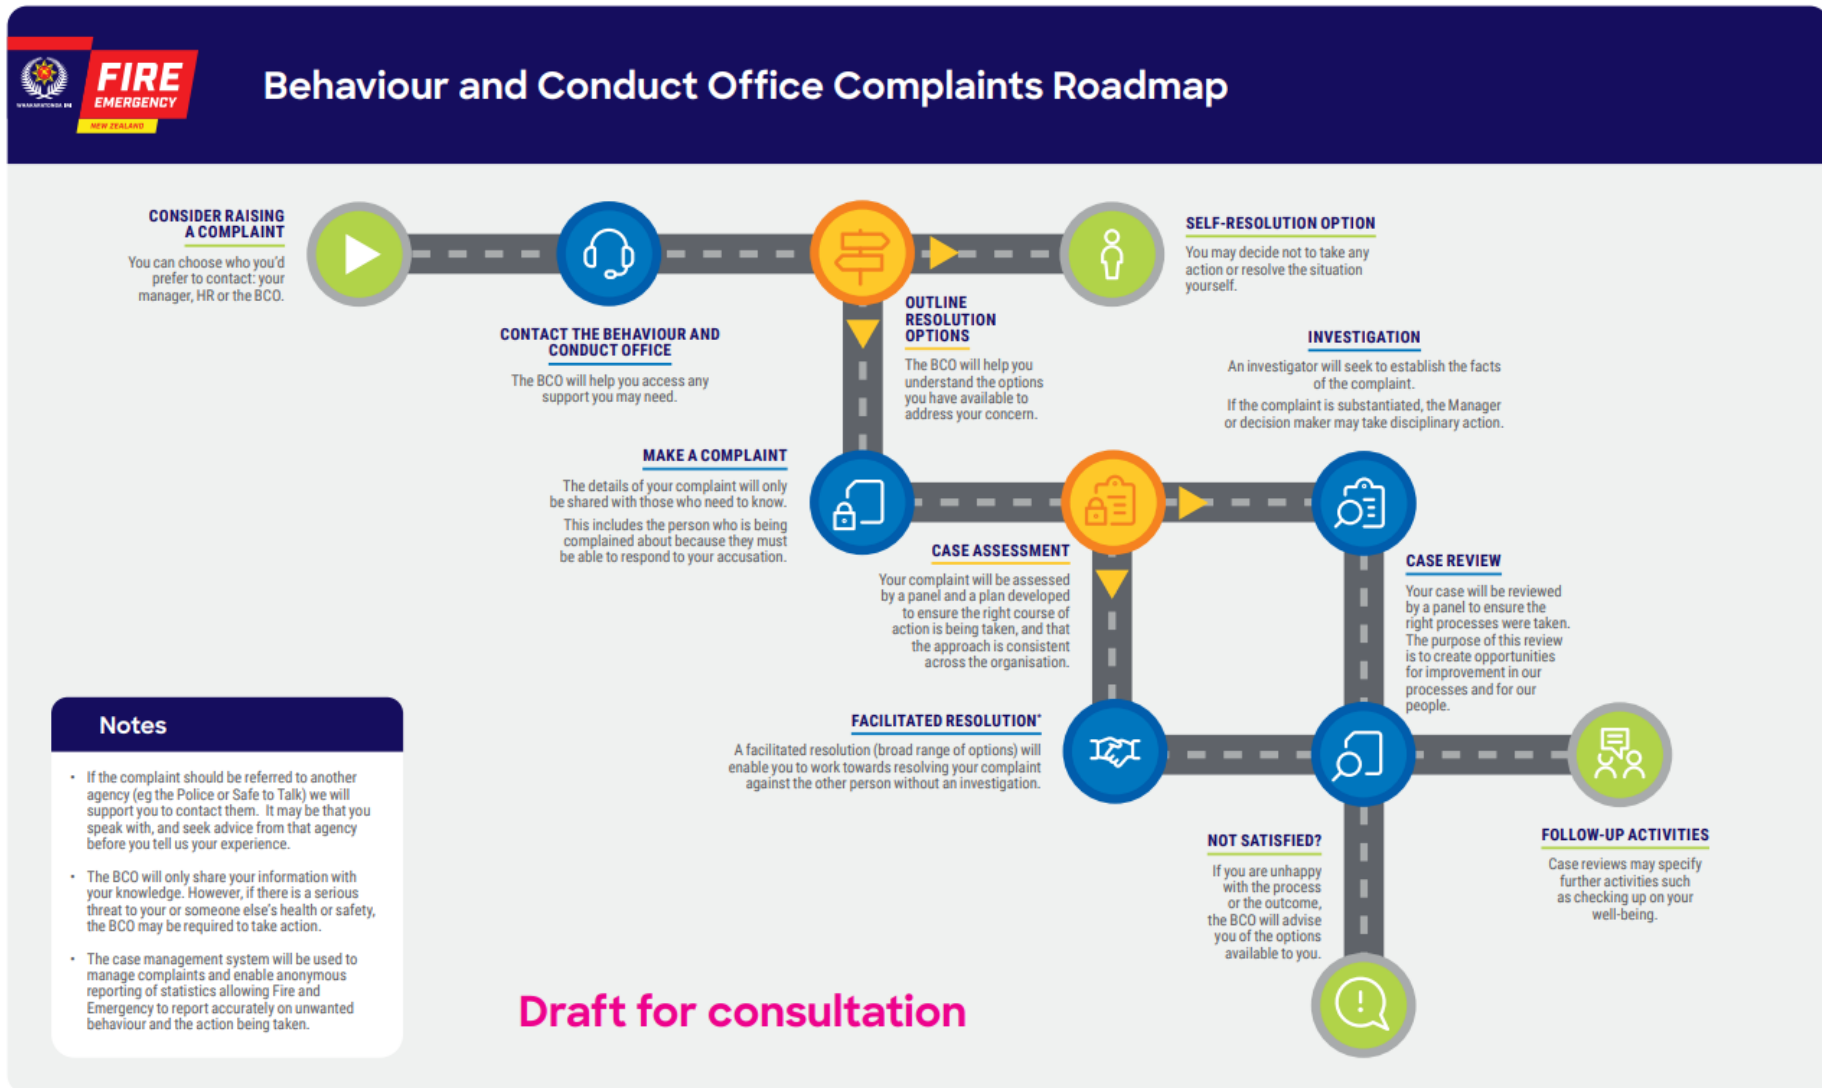 WHAKARATONGA IWI
FIRE
EMERGENCY
NEW ZEALAND
Behaviour and Conduct Office Complaints Roadmap
CONSIDER RAISING
A COMPLAINT
You can choose who you'd
prefer to contact: your
manager, HR or the BCO.
CONTACT THE BEHAVIOUR AND
CONDUCT OFFICE
The BCO will help you access any
support you may need.
OUTLINE
RESOLUTION
OPTIONS
The BCO will help you
understand the options
you have available to
address your concern.
SELF-RESOLUTION OPTION
You may decide not to take any
action or resolve the situation
yourself.
MAKE A COMPLAINT
The details of your complaint will only
be shared with those who need to know.
This includes the person who is being
complained about because they must
be able to respond to your accusation.
CASE ASSESSMENT
Your complaint will be assessed
by a panel and a plan developed
to ensure the right course of
action is being taken, and that
the approach is consistent
across the organisation.
INVESTIGATION
An investigator will seek to establish the facts
of the complaint.
If the complaint is substantiated, the Manager
or decision maker may take disciplinary action.
CASE REVIEW
Your case will be reviewed
by a panel to ensure the
right processes were taken.
The purpose of this review
is to create opportunities
for improvement in our
processes and for our
people.
FACILITATED RESOLUTION*
A facilitated resolution (broad range of options) will
enable you to work towards resolving your complaint
against the other person without an investigation.
NOT SATISFIED?
If you are unhappy
with the process
or the outcome,
the BCO will advise
you of the options
available to you.
FOLLOW-UP ACTIVITIES
Case reviews may specify
further activities such
as checking up on your
well-being.
Notes
• If the complaint should be referred to another
agency (eg the Police or Safe to Talk) we will
support you to contact them. It may be that you
speak with, and seek advice from that agency
before you tell us your experience.
• The BCO will only share your information with
your knowledge. However, if there is a serious
threat to your or someone else's health or safety,
the BCO may be required to take action.
• The case management system will be used to
manage complaints and enable anonymous
reporting of statistics allowing Fire and
Emergency to report accurately on unwanted
behaviour and the action being taken.
Draft for consultation